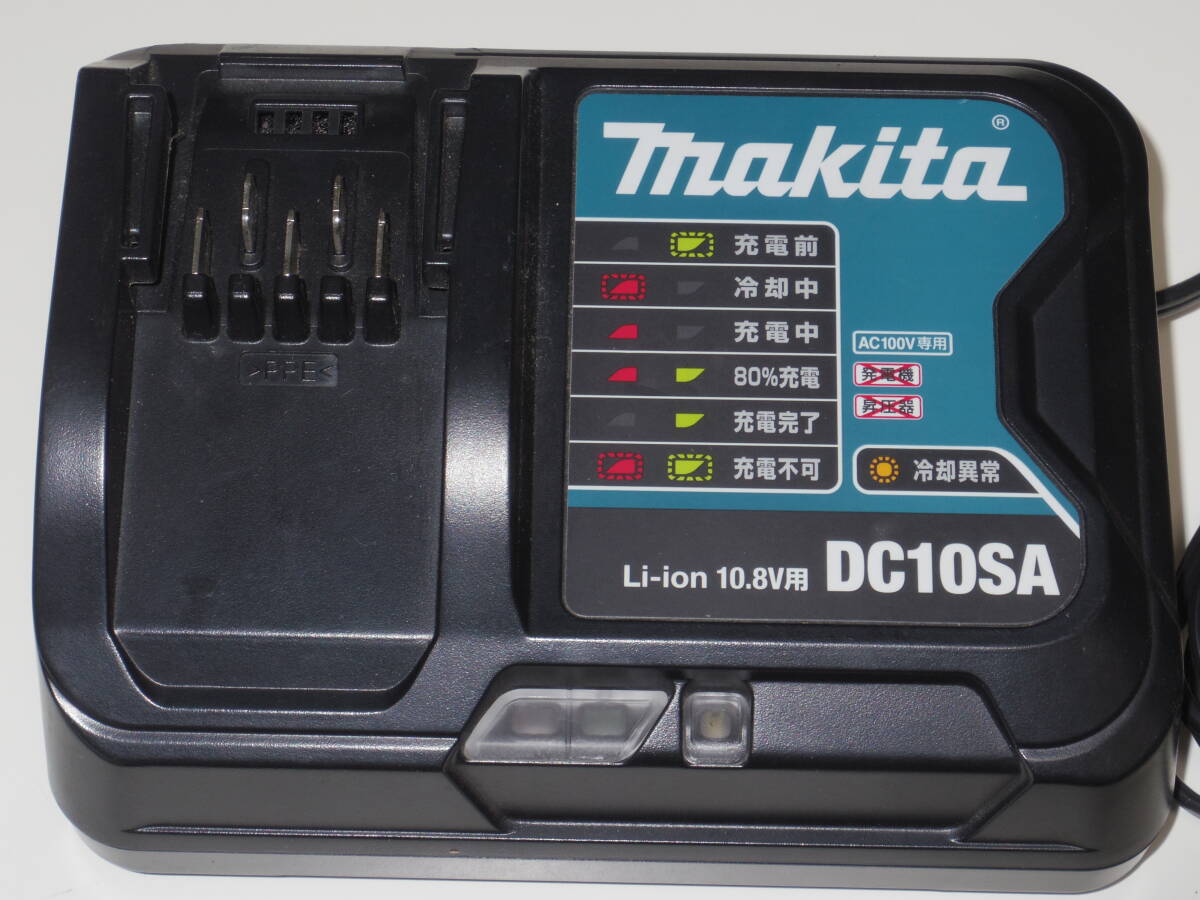 makita®
充電前
冷却中
充電中
80%充電
充電完了
充電不可
AC100V専用
発電機
昇圧器
冷却異常
Li-ion 10.8V用 DC10SA
>PPE<